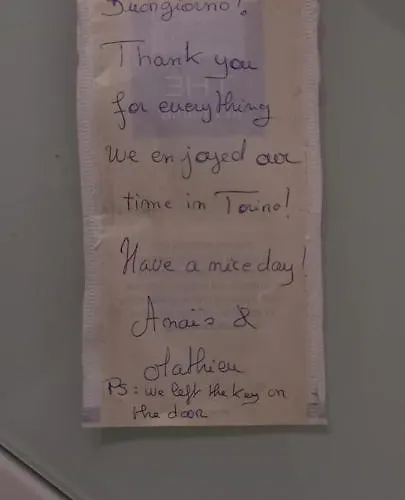 Buongiorno!
Thank you
for everything
we enjoyed our
time in Torino!
Have a nice day!
Anaïs &
Mathieu
PS: we left the key on
the door